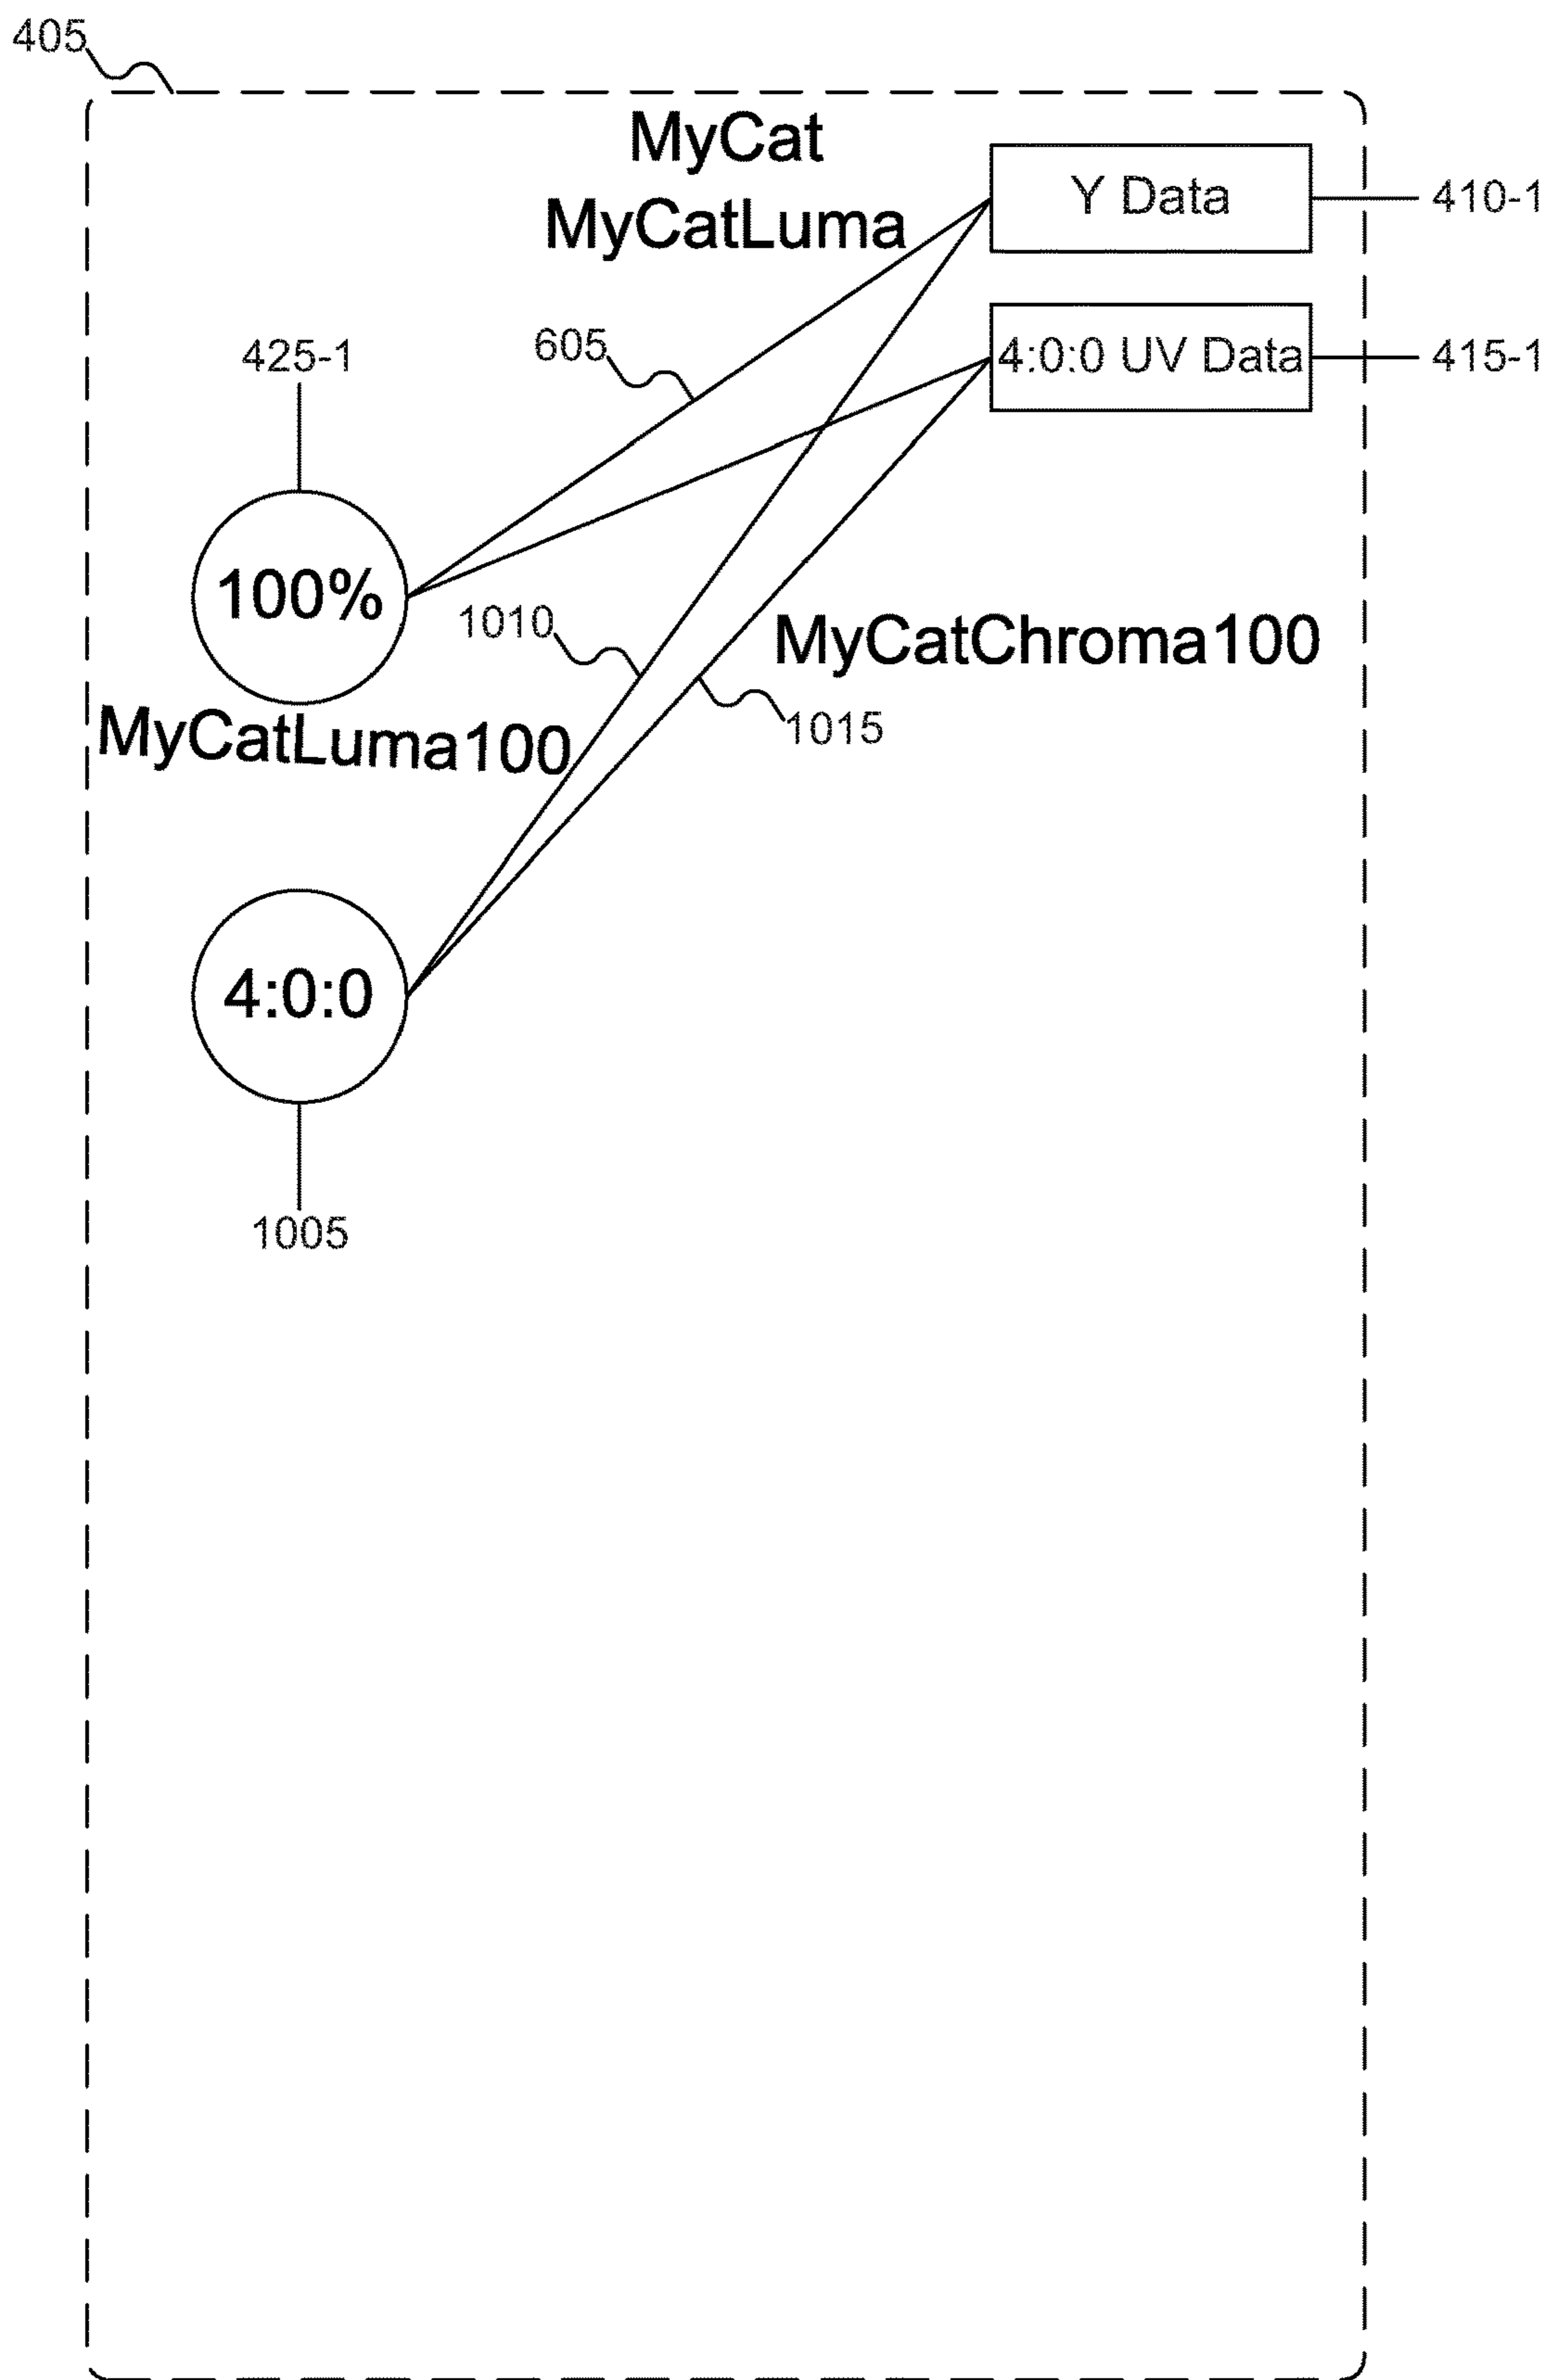 405
MyCat
Y Data
410-1
MyCatLuma
605
425-1
4:0:0 UV Data
415-1
100%
1010
MyCatChroma100
MyCatLuma100
1015
4:0:0
1005